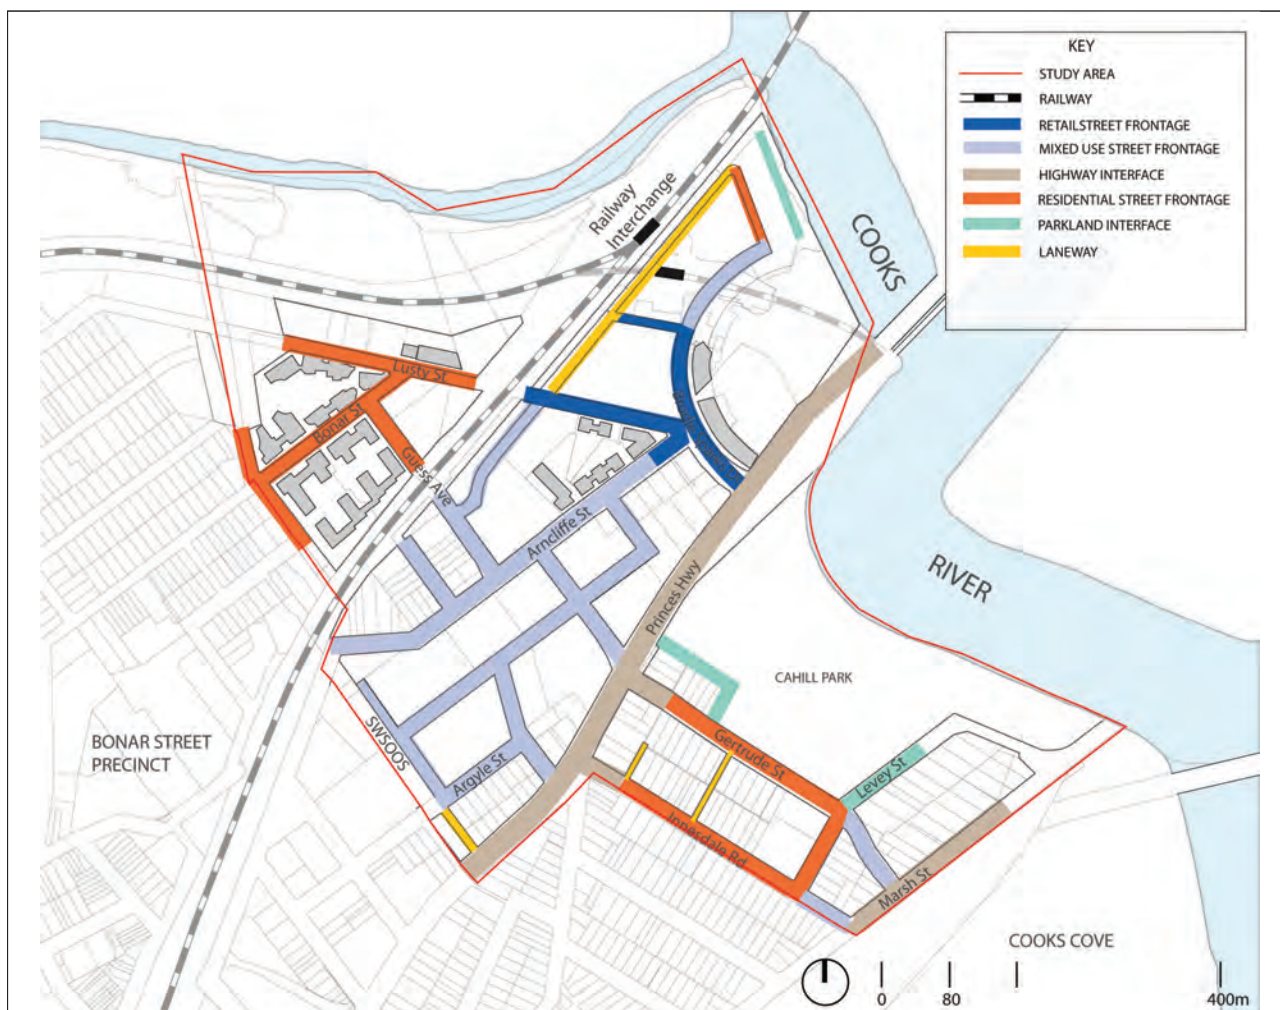 KEY
STUDY AREA
RAILWAY
RETAILSTREET FRONTAGE
MIXED USE STREET FRONTAGE
HIGHWAY INTERFACE
RESIDENTIAL STREET FRONTAGE
PARKLAND INTERFACE
LANEWAY
Railway
Interchange
COOKS
RIVER
Lusty St
Bonar St
Guess Ave
Arncliffe St
Princes Hwy
CAHILL PARK
BONAR STREET
PRECINCT
SWSOOS
Argyle St
Gertrude St
Levey St
Innesdale Rd
Marsh St
COOKS COVE
0
80
400m